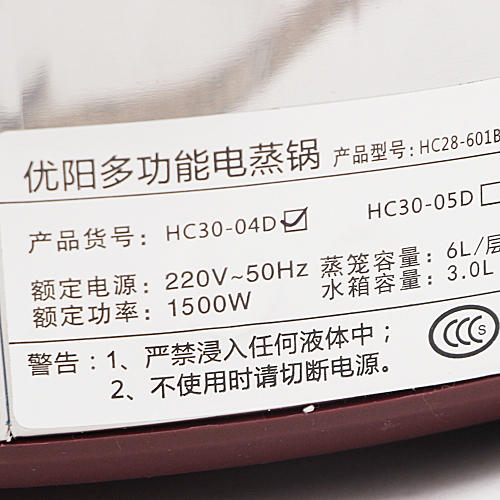 优阳多功能电蒸锅 产品型号:HC28-601B
产品货号: HC30-04D☑ HC30-05D☐
额定电源: 220V~50Hz 蒸笼容量: 6L/层
额定功率: 1500W 水箱容量: 3.0L
警告: 1、严禁浸入任何液体中;
2、不使用时请切断电源。
CCC S